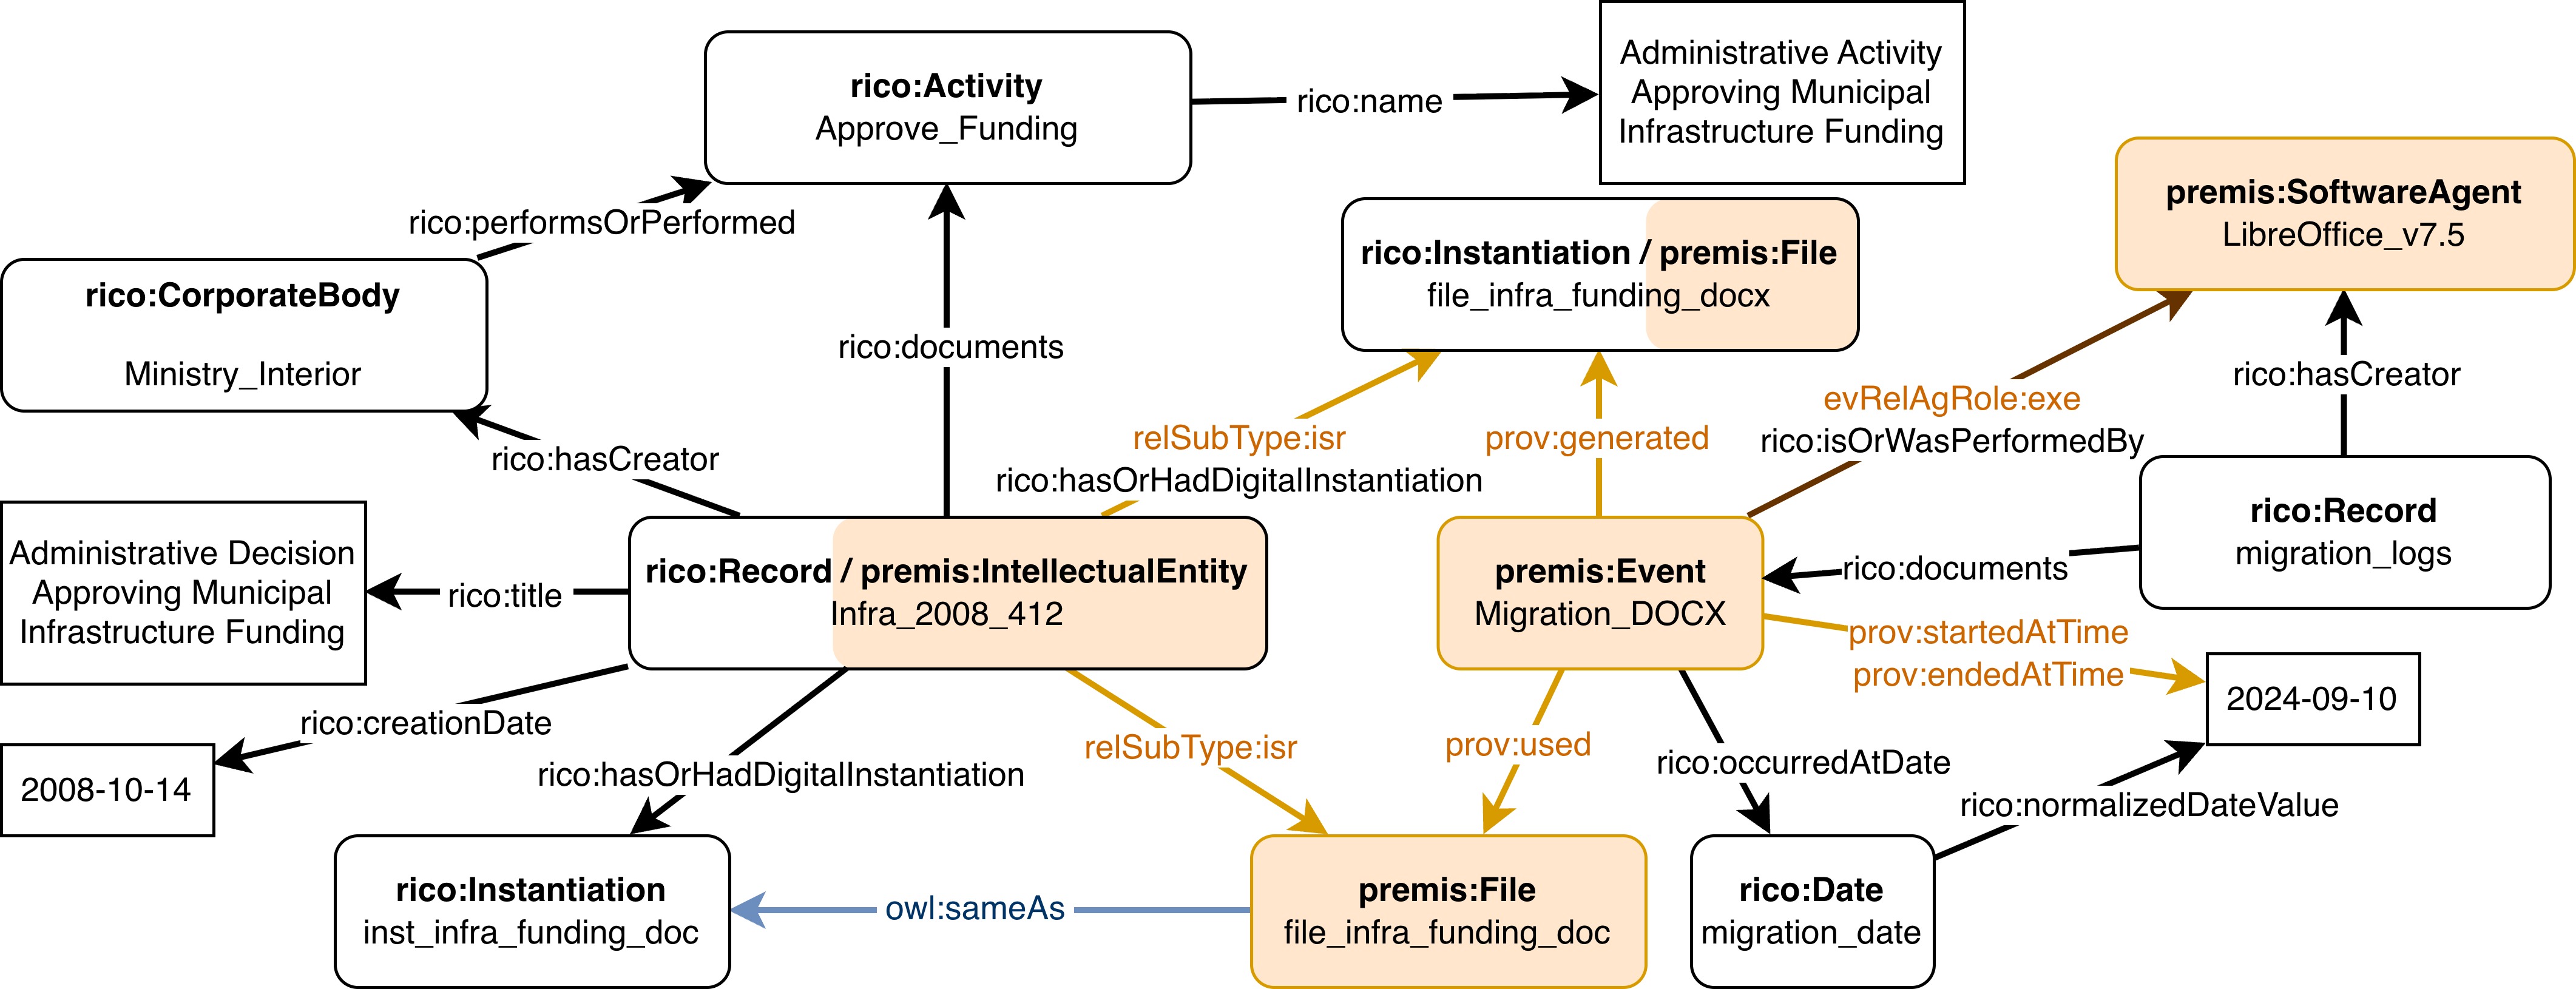 rico:Activity
Approve_Funding
rico:name
Administrative Activity
Approving Municipal
Infrastructure Funding
premis:SoftwareAgent
LibreOffice_v7.5
rico:performsOrPerformed
rico:CorporateBody
Ministry_Interior
rico:documents
rico:Instantiation / premis:File
file_infra_funding_docx
rico:hasCreator
relSubType:isr
rico:hasOrHadDigitalInstantiation
prov:generated
evRelAgRole:exe
rico:isOrWasPerformedBy
rico:hasCreator
rico:Record
migration_logs
Administrative Decision
Approving Municipal
Infrastructure Funding
rico:title
rico:Record / premis:IntellectualEntity
Infra_2008_412
premis:Event
Migration_DOCX
rico:documents
prov:startedAtTime
prov:endedAtTime
2024-09-10
rico:creationDate
2008-10-14
rico:hasOrHadDigitalInstantiation
relSubType:isr
prov:used
rico:occurredAtDate
rico:normalizedDateValue
rico:Instantiation
inst_infra_funding_doc
owl:sameAs
premis:File
file_infra_funding_doc
rico:Date
migration_date